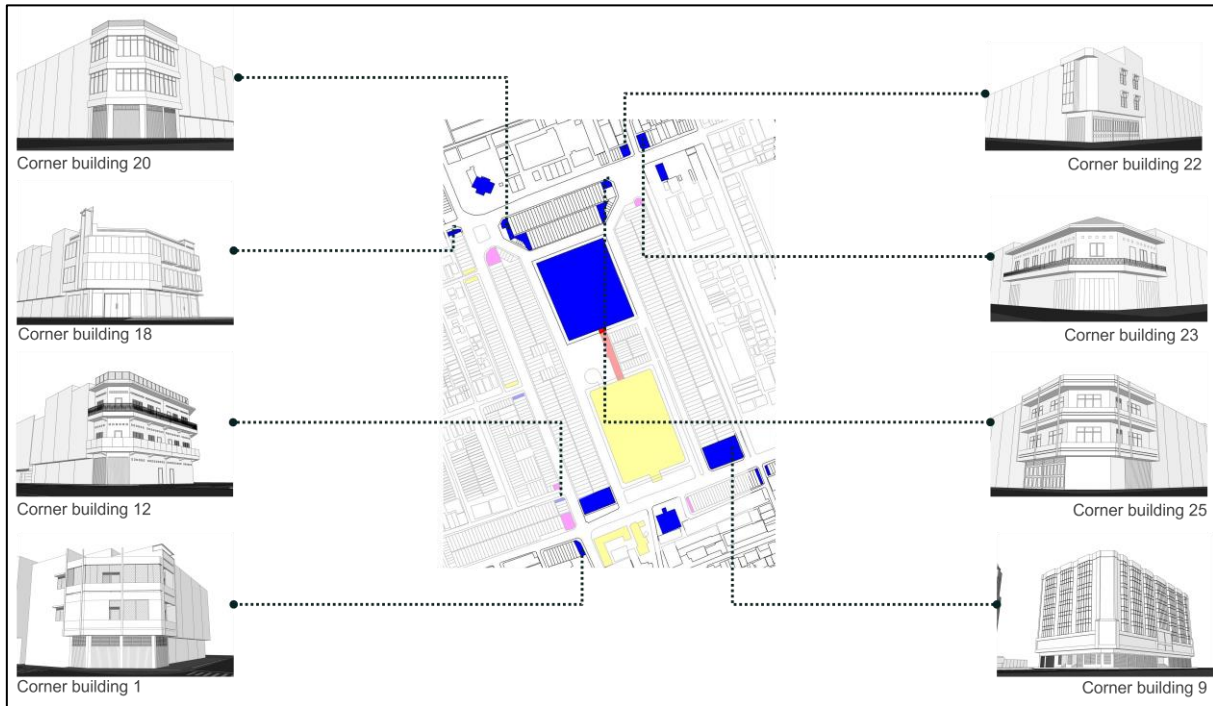 Corner building 20
Corner building 18
Corner building 12
Corner building 1
Corner building 22
Corner building 23
Corner building 25
Corner building 9